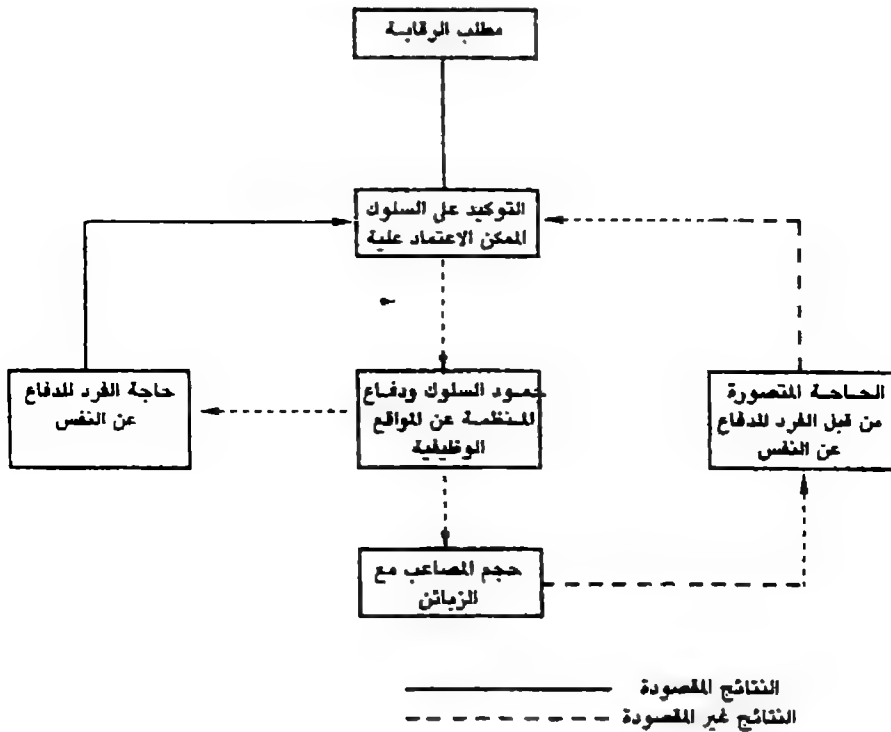 مطلب الرقابة
التوكيد على السلوك
الممكن الاعتماد علية
حاجة الفرد للدفاع
عن النفس
جمود السلوك ودفاع
المنظمة عن المواقع
الوظيفية
الحاجة المتصورة
من قبل الفرد للدفاع
عن النفس
حجم المصاعب مع
الزبائن
النتائج المقصودة
النتائج غير المقصودة